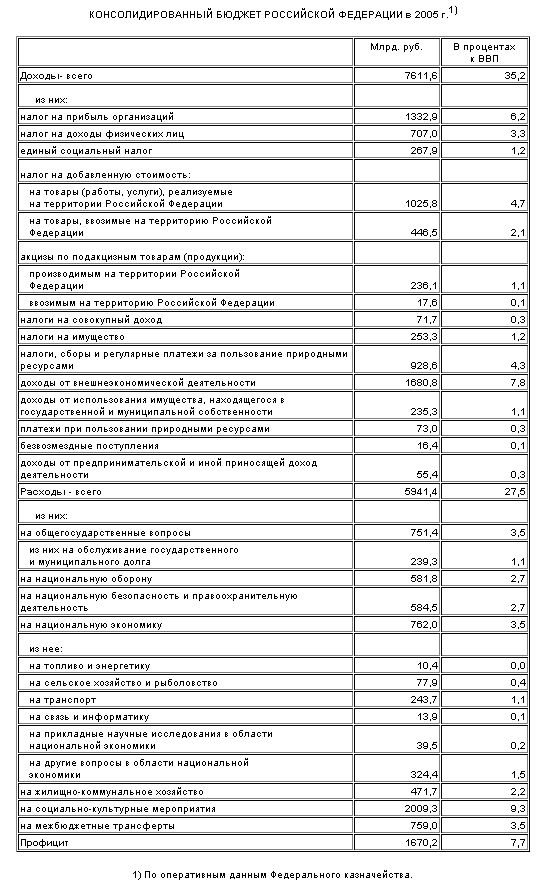 КОНСОЛИДИРОВАННЫЙ БЮДЖЕТ РОССИЙСКОЙ ФЕДЕРАЦИИ в 2005 г.1)
Млрд. руб. В процентах
к ВВП
Доходы- всего 7611,6 35,2
из них:
налог на прибыль организаций 1332,9 6,2
налог на доходы физических лиц 707,0 3,3
единый социальный налог 267,9 1,2
налог на добавленную стоимость:
на товары (работы, услуги), реализуемые
на территории Российской Федерации 1025,8 4,7
на товары, ввозимые на территорию Российской
Федерации 446,5 2,1
акцизы по подакцизным товарам (продукции):
производимым на территории Российской
Федерации 236,1 1,1
ввозимым на территорию Российской Федерации 17,6 0,1
налоги на совокупный доход 71,7 0,3
налоги на имущество 253,3 1,2
налоги, сборы и регулярные платежи за пользование природными
ресурсами 928,6 4,3
доходы от внешнеэкономической деятельности 1680,8 7,8
доходы от использования имущества, находящегося в
государственной и муниципальной собственности 235,3 1,1
платежи при пользовании природными ресурсами 73,0 0,3
безвозмездные поступления 16,4 0,1
доходы от предпринимательской и иной приносящей доход
деятельности 55,4 0,3
Расходы - всего 5941,4 27,5
из них:
на общегосударственные вопросы 751,4 3,5
из них на обслуживание государственного
и муниципального долга 239,3 1,1
на национальную оборону 581,8 2,7
на национальную безопасность и правоохранительную
деятельность 584,5 2,7
на национальную экономику 762,0 3,5
из нее:
на топливо и энергетику 10,4 0,0
на сельское хозяйство и рыболовство 77,9 0,4
на транспорт 243,7 1,1
на связь и информатику 13,9 0,1
на прикладные научные исследования в области
национальной экономики 39,5 0,2
на другие вопросы в области национальной
экономики 324,4 1,5
на жилищно-коммунальное хозяйство 471,7 2,2
на социально-культурные мероприятия 2009,3 9,3
на межбюджетные трансферты 759,0 3,5
Профицит 1670,2 7,7
1) По оперативным данным Федерального казначейства.